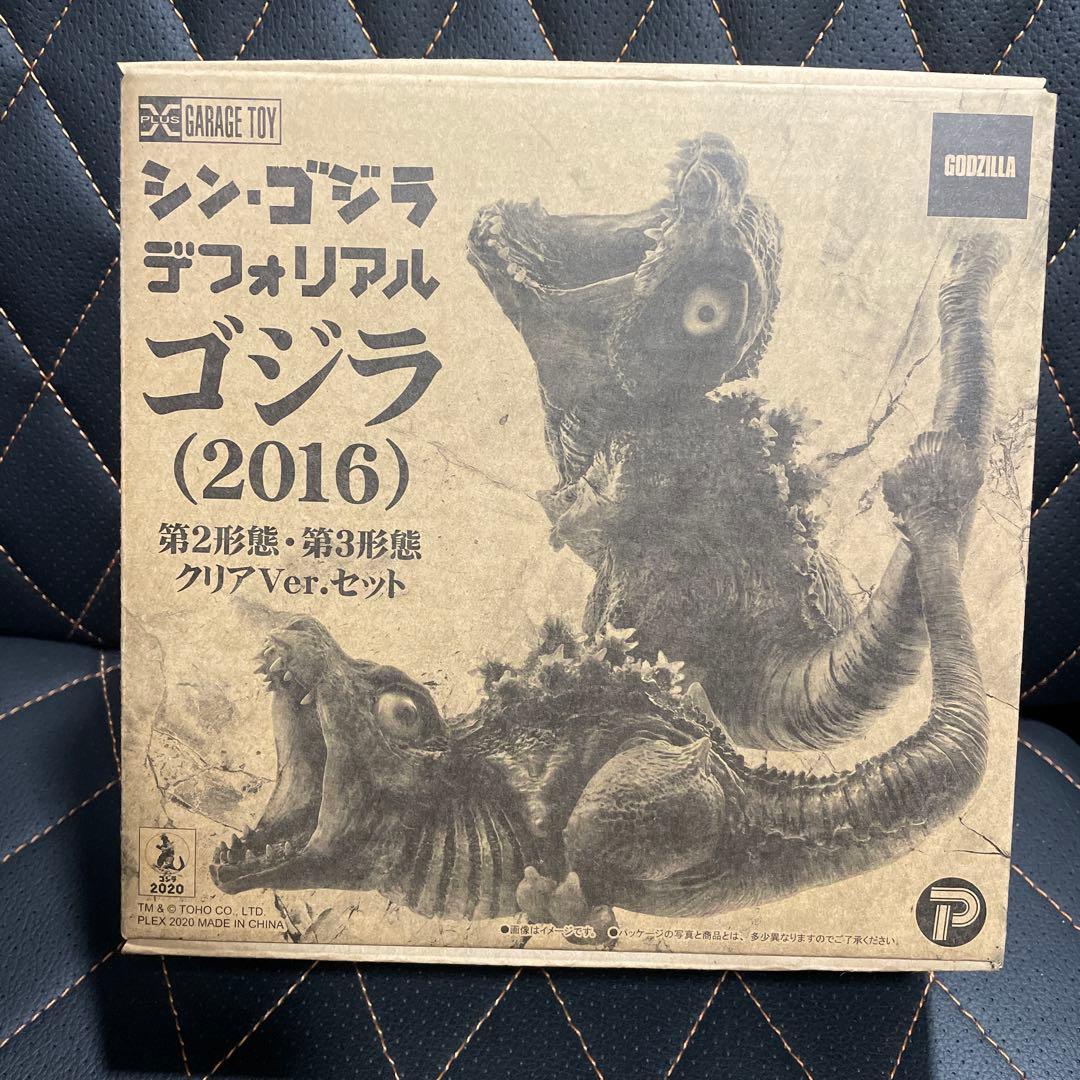 X PLUS GARAGE TOY
GODZILLA
シン・ゴジラ
デフォリアル
ゴジラ
(2016)
第2形態・第3形態
クリアVer.セット
ゴジラ
2020
TM & © TOHO CO., LTD.
PLEX 2020 MADE IN CHINA
●画像はイメージです。 ●パッケージの写真と商品とは、多少異なりますのでご了承ください。
P